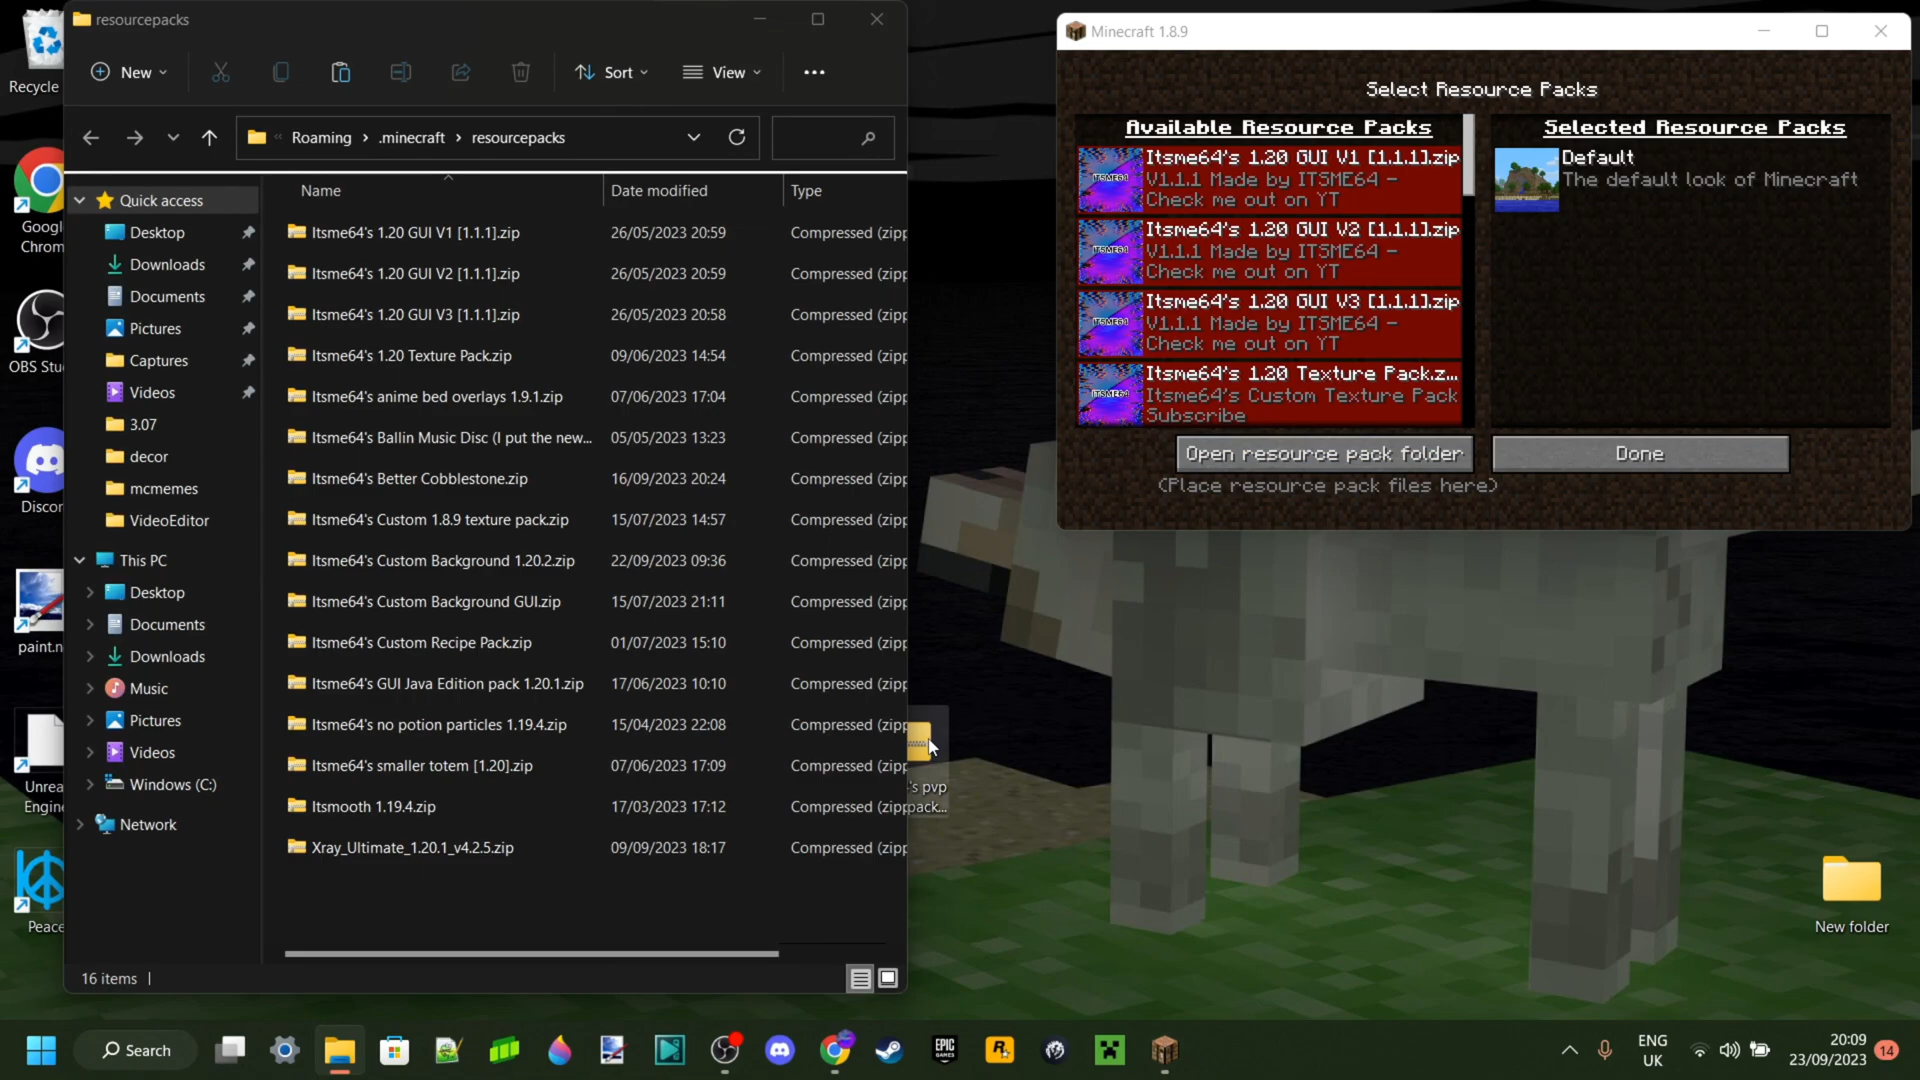 resourcepacks
New
Sort
View
Roaming > .minecraft > resourcepacks
Name
Date modified
Type
Quick access
Desktop
Downloads
Documents
Pictures
Captures
Videos
3.07
decor
mcmemes
VideoEditor
This PC
Desktop
Documents
Downloads
Music
Pictures
Videos
Windows (C:)
Network
Itsme64's 1.20 GUI V1 [1.1.1].zip 26/05/2023 20:59 Compressed (zipp
Itsme64's 1.20 GUI V2 [1.1.1].zip 26/05/2023 20:59 Compressed (zipp
Itsme64's 1.20 GUI V3 [1.1.1].zip 26/05/2023 20:58 Compressed (zipp
Itsme64's 1.20 Texture Pack.zip 09/06/2023 14:54 Compressed (zipp
Itsme64's anime bed overlays 1.9.1.zip 07/06/2023 17:04 Compressed (zipp
Itsme64's Ballin Music Disc (I put the new... 05/05/2023 13:23 Compressed (zipp
Itsme64's Better Cobblestone.zip 16/09/2023 20:24 Compressed (zipp
Itsme64's Custom 1.8.9 texture pack.zip 15/07/2023 14:57 Compressed (zipp
Itsme64's Custom Background 1.20.2.zip 22/09/2023 09:36 Compressed (zipp
Itsme64's Custom Background GUI.zip 15/07/2023 21:11 Compressed (zipp
Itsme64's Custom Recipe Pack.zip 01/07/2023 15:10 Compressed (zipp
Itsme64's GUI Java Edition pack 1.20.1.zip 17/06/2023 10:10 Compressed (zipp
Itsme64's no potion particles 1.19.4.zip 15/04/2023 22:08 Compressed (zipp
Itsme64's smaller totem [1.20].zip 07/06/2023 17:09 Compressed (zipp
Itsmooth 1.19.4.zip 17/03/2023 17:12 Compressed (zipp
Xray_Ultimate_1.20.1_v4.2.5.zip 09/09/2023 18:17 Compressed (zipp
16 items
Minecraft 1.8.9
Select Resource Packs
Available Resource Packs
Itsme64's 1.20 GUI V1 [1.1.1].zip
V1.1.1 Made by ITSME64 -
Check me out on YT
ITSME64
Itsme64's 1.20 GUI V2 [1.1.1].zip
V1.1.1 Made by ITSME64 -
Check me out on YT
ITSME64
Itsme64's 1.20 GUI V3 [1.1.1].zip
V1.1.1 Made by ITSME64 -
Check me out on YT
ITSME64
Itsme64's 1.20 Texture Pack.z...
Itsme64's Custom Texture Pack
Subscribe
ITSME64
Selected Resource Packs
Default
The default look of Minecraft
Open resource pack folder
Done
(Place resource pack files here)
Recycle
Google
Chrom
OBS Stu
Discor
paint.n
Unrea
Engine
Peace
's pvp
pack...
New folder
Search
EPIC
GAMES
R
ENG
UK
20:09
23/09/2023
14